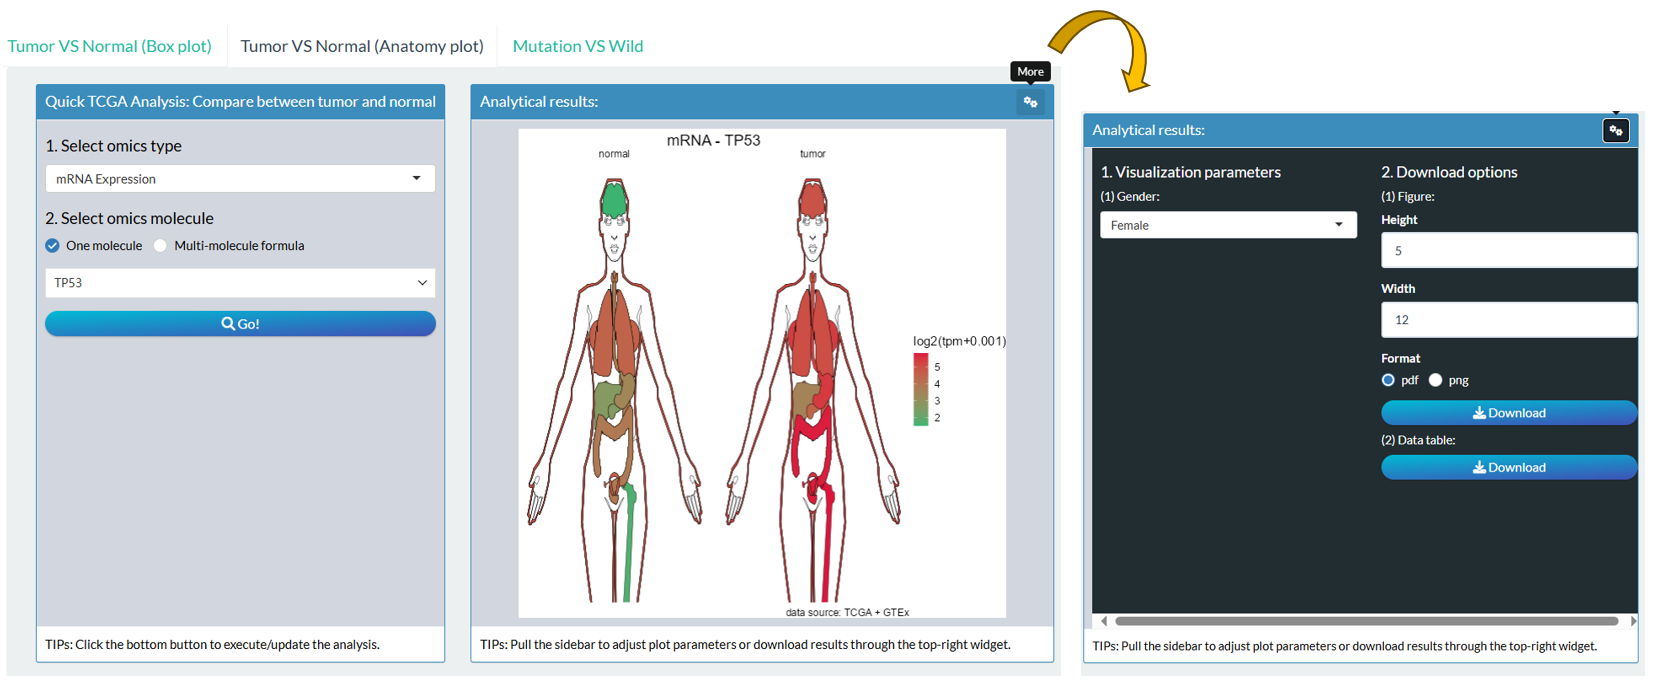 Tumor VS Normal (Box plot)
Tumor VS Normal (Anatomy plot)
Mutation VS Wild
More
Quick TCGA Analysis: Compare between tumor and normal
1. Select omics type
mRNA Expression
2. Select omics molecule
One molecule
Multi-molecule formula
TP53
Go!
TIPs: Click the bottom button to execute/update the analysis.
Analytical results:
mRNA - TP53
normal
tumor
log2(tpm+0.001)
5
4
3
2
data source: TCGA + GTEx
TIPs: Pull the sidebar to adjust plot parameters or download results through the top-right widget.
Analytical results:
1. Visualization parameters
(1) Gender:
Female
2. Download options
(1) Figure:
Height
5
Width
12
Format
pdf
png
Download
(2) Data table:
Download
TIPs: Pull the sidebar to adjust plot parameters or download results through the top-right widget.